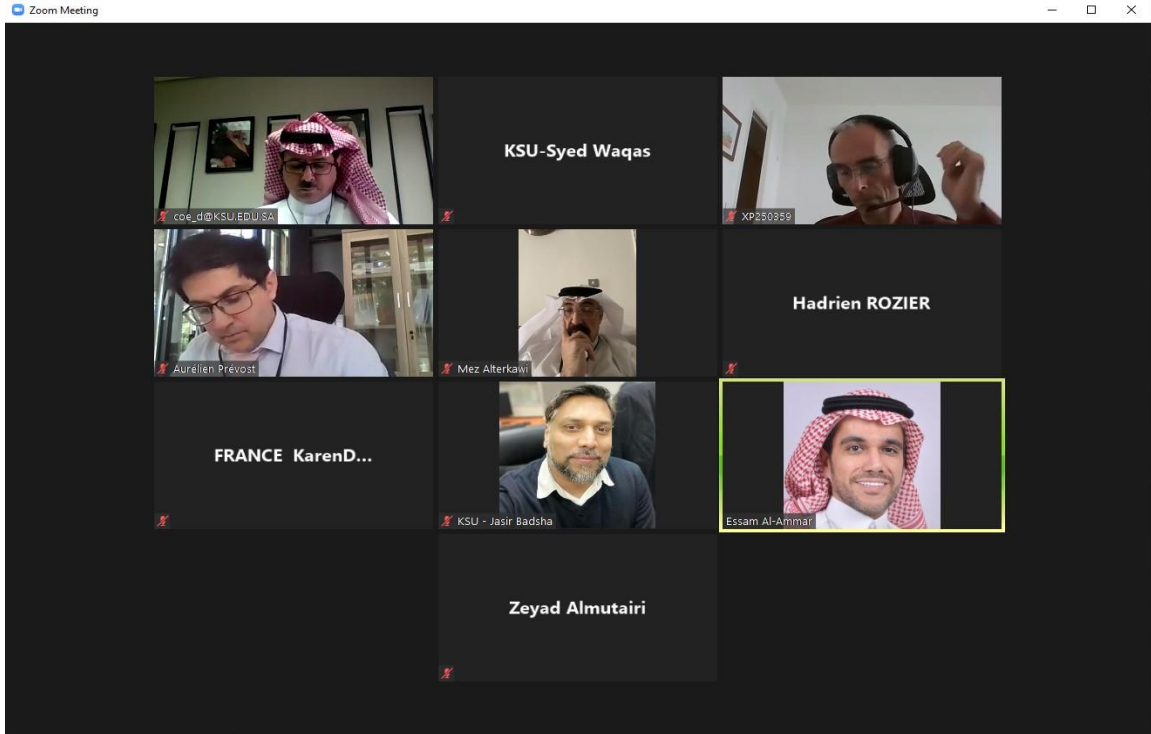 Zoom Meeting
coe_d@KSU.EDU.SA
KSU-Syed Waqas
XP250359
Aurélien Prévost
Mez Alterkawi
Hadrien ROZIER
FRANCE KarenD...
KSU - Jasir Badsha
Essam Al-Ammar
Zeyad Almutairi